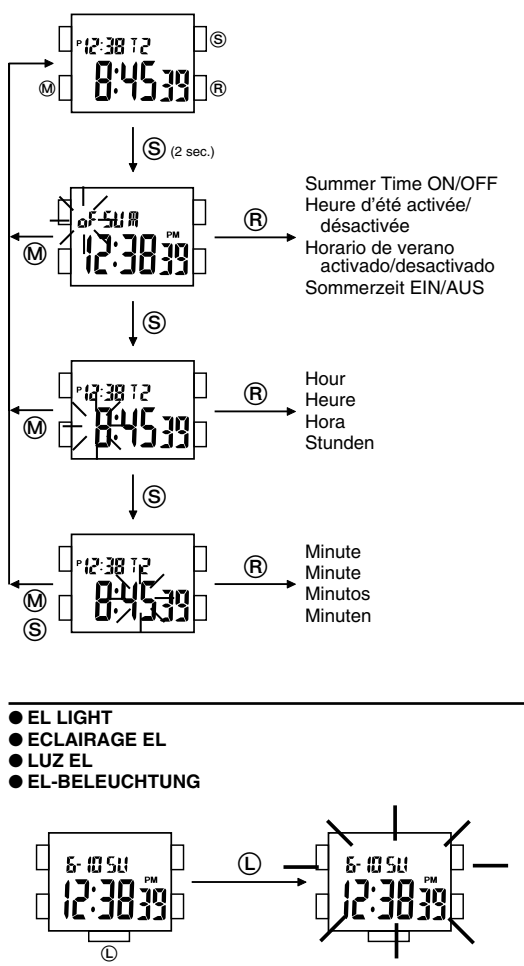 P 12:38 T2
Ⓢ
8:45 39
Ⓜ
Ⓡ
Ⓢ (2 sec.)
oF SUM
PM
12:38 39
Ⓜ
Ⓡ
Summer Time ON/OFF
Heure d'été activée/
désactivée
Horario de verano
activado/desactivado
Sommerzeit EIN/AUS
Ⓢ
P 12:38 T2
8:45 39
Ⓜ
Ⓡ
Hour
Heure
Hora
Stunden
Ⓢ
P 12:38 T2
8:45 39
Ⓜ
Ⓢ
Ⓡ
Minute
Minute
Minutos
Minuten
● EL LIGHT
● ECLAIRAGE EL
● LUZ EL
● EL-BELEUCHTUNG
6-10 SU
PM
12:38 39
Ⓛ
Ⓛ
6-10 SU
PM
12:38 39